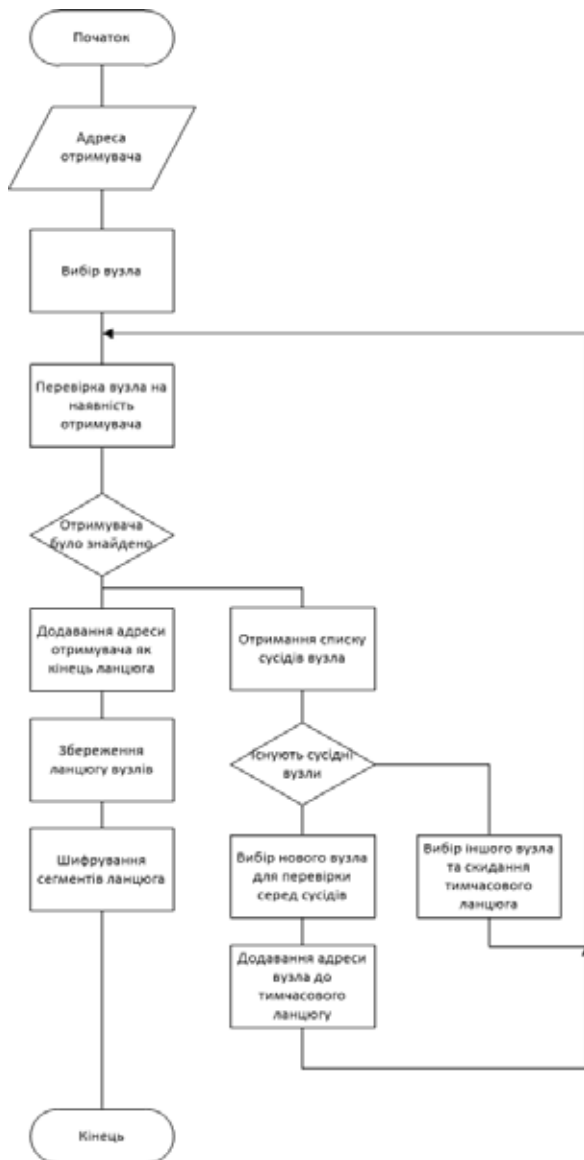 Початок
Адреса
отримувача
Вибір вузла
Перевірка вузла на
наявність
отримувача
Отримувача
було знайдено
Додавання адреси
отримувача як
кінець ланцюга
Збереження
ланцюгу вузлів
Шифрування
сегментів ланцюга
Отримання списку
сусідів вузла
Існують сусідні
вузли
Вибір нового вузла
для перевірки
серед сусідів
Додавання адреси
вузла до
тимчасового
ланцюгу
Вибір іншого вузла
та скидання
тимчасового
ланцюга
Кінець